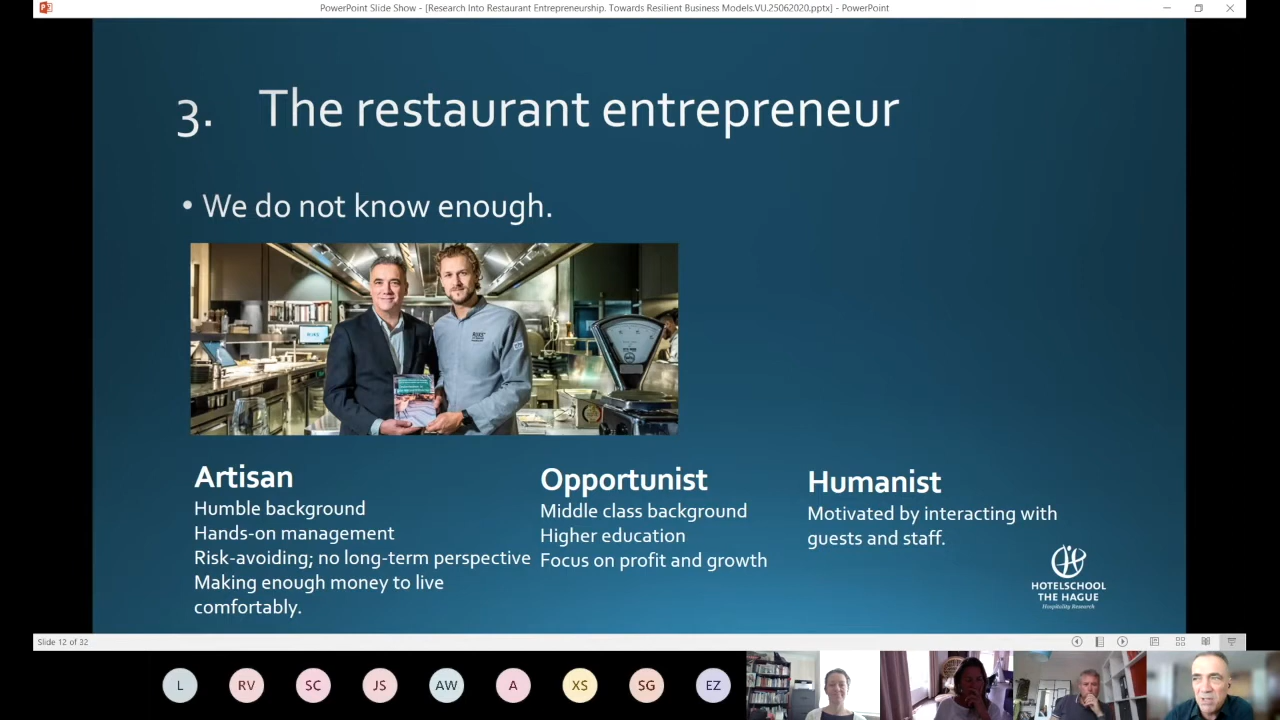 PowerPoint Slide Show - [Research Into Restaurant Entrepreneurship. Towards Resilient Business Models.VU.25062020.pptx] - PowerPoint
3. The restaurant entrepreneur
• We do not know enough.
Artisan
Humble background
Hands-on management
Risk-avoiding; no long-term perspective
Making enough money to live
comfortably.
Opportunist
Middle class background
Higher education
Focus on profit and growth
Humanist
Motivated by interacting with
guests and staff.
HOTELSCHOOL
THE HAGUE
Hospitality Research
Slide 12 of 32
L
RV
SC
JS
AW
A
XS
SG
EZ